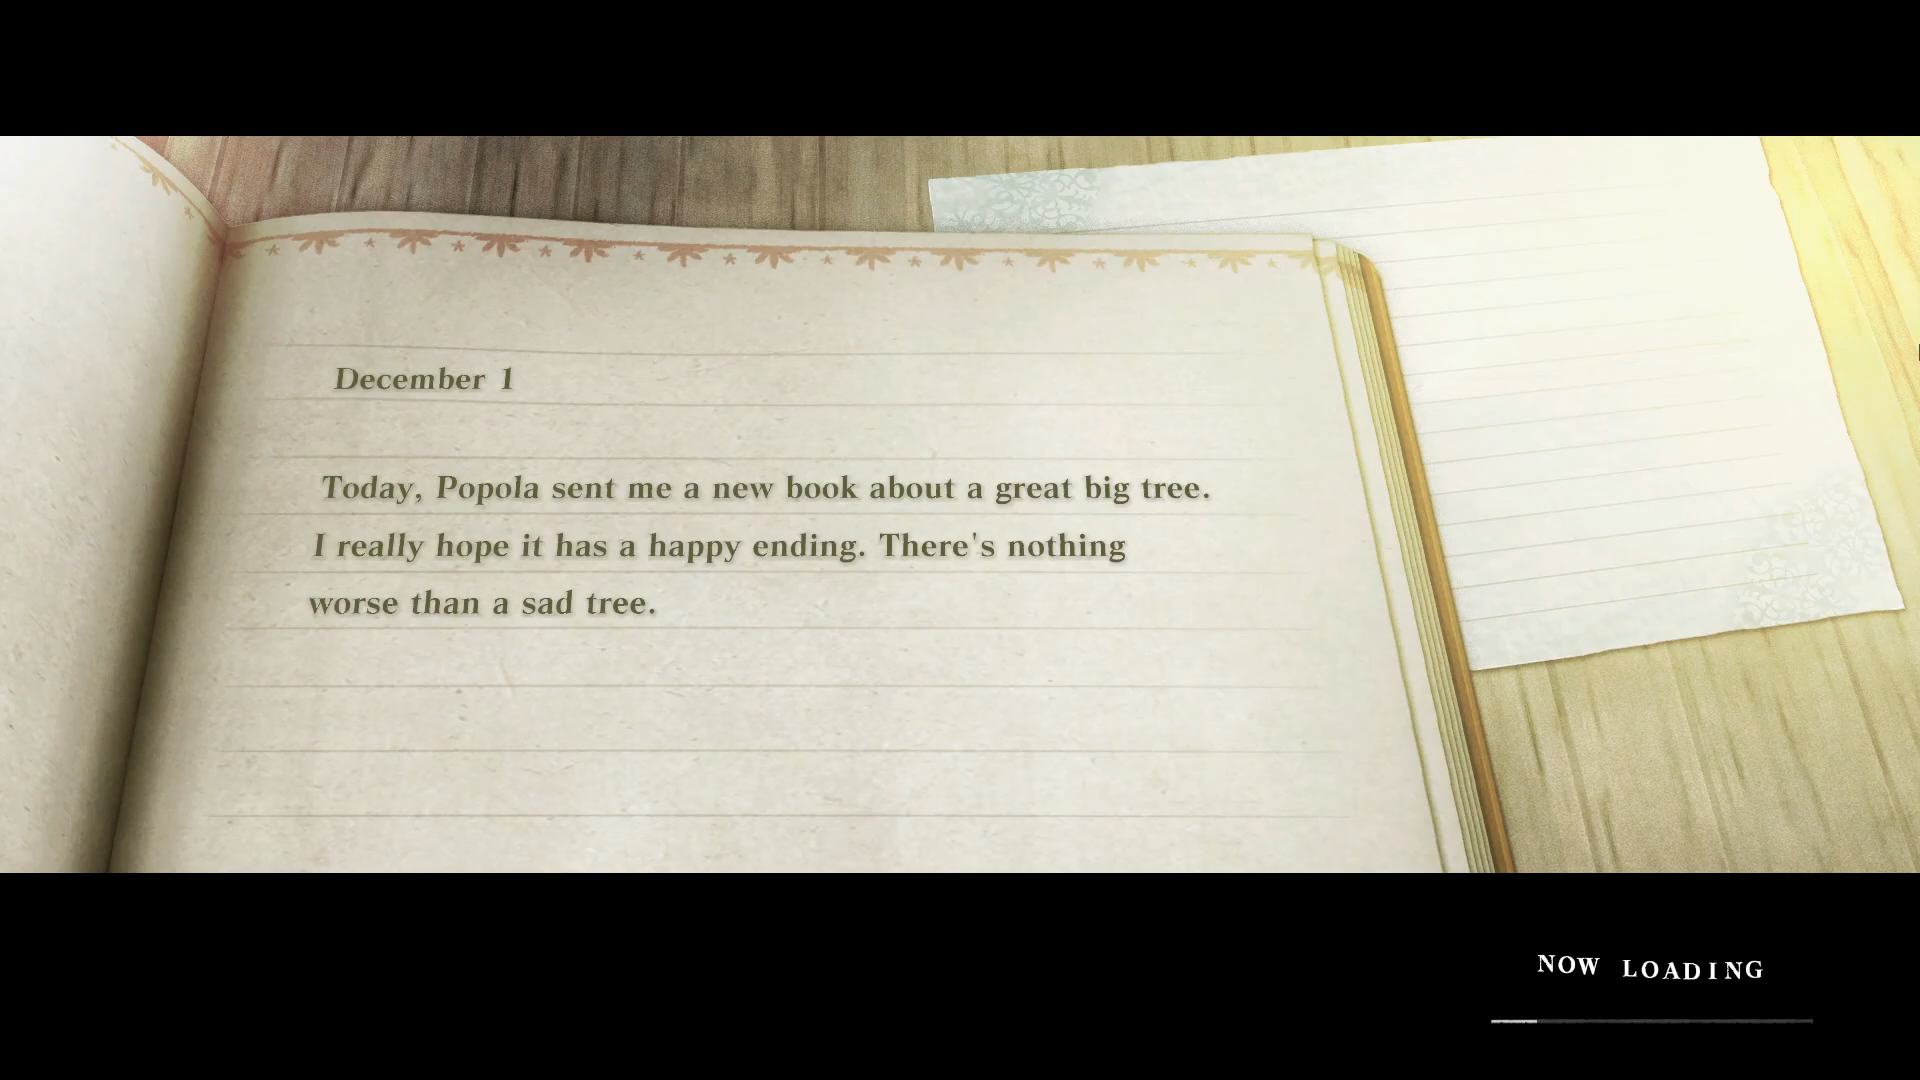 December 1
Today, Popola sent me a new book about a great big tree.
I really hope it has a happy ending. There's nothing
worse than a sad tree.
NOW LOADING